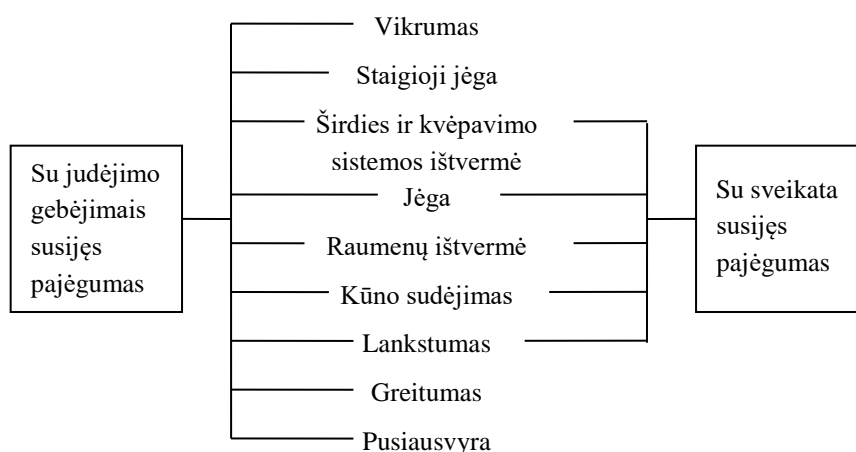 Vikrumas
Staigioji jėga
Širdies ir kvėpavimo
sistemos ištvermė
Jėga
Raumenų ištvermė
Kūno sudėjimas
Lankstumas
Greitumas
Pusiausvyra
Su judėjimo
gebėjimais
susijęs
pajėgumas
Su sveikata
susijęs
pajėgumas